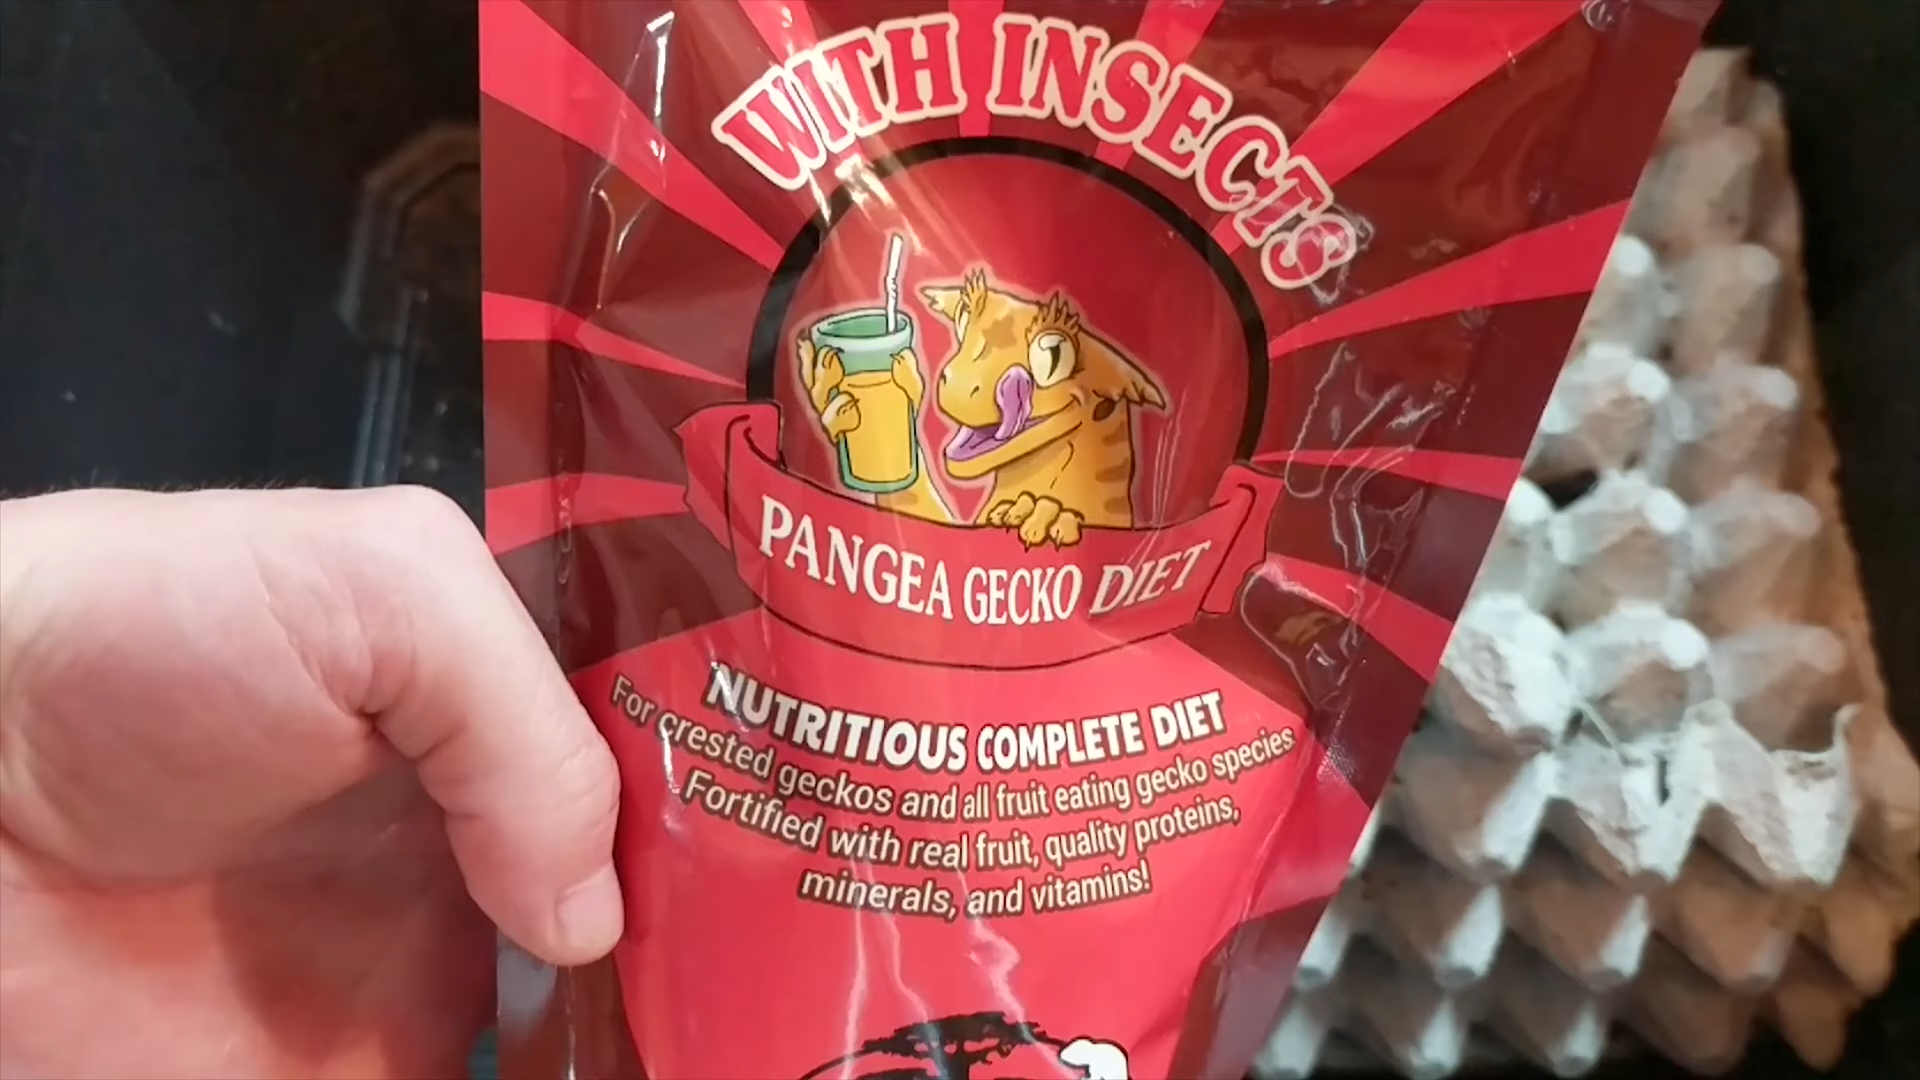 WITH INSECTS
PANGEA GECKO DIET
NUTRITIOUS COMPLETE DIET
For crested geckos and all fruit eating gecko species
Fortified with real fruit, quality proteins,
minerals, and vitamins!